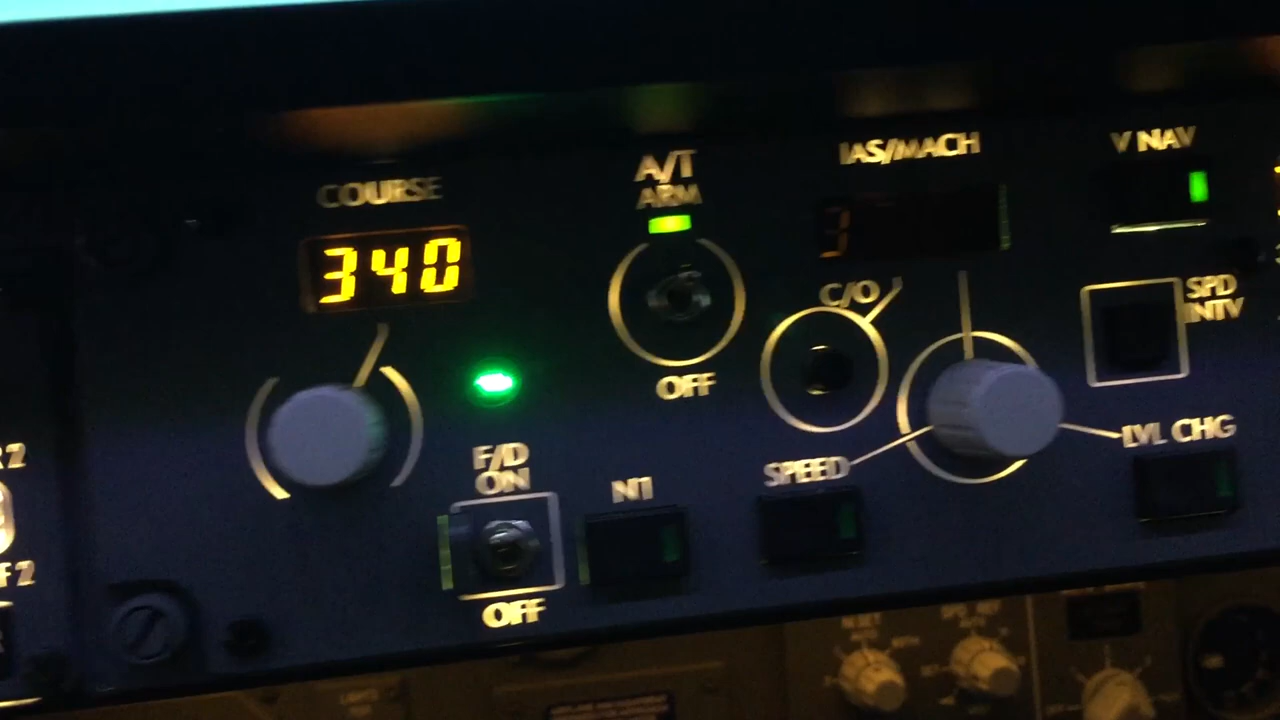 COURSE
340
A/T
ARM
OFF
IAS/MACH
C/O
V NAV
SPD
INTV
F/D
ON
OFF
N1
SPEED
LVL CHG